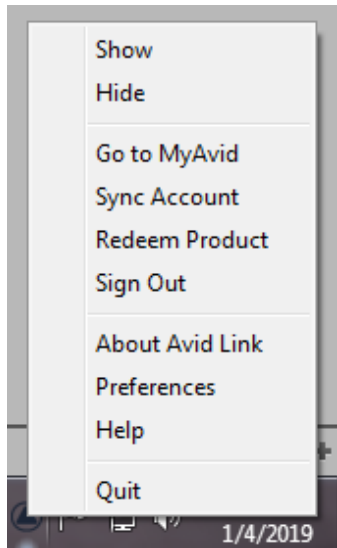 Show
Hide
Go to MyAvid
Sync Account
Redeem Product
Sign Out
About Avid Link
Preferences
Help
Quit
1/4/2019